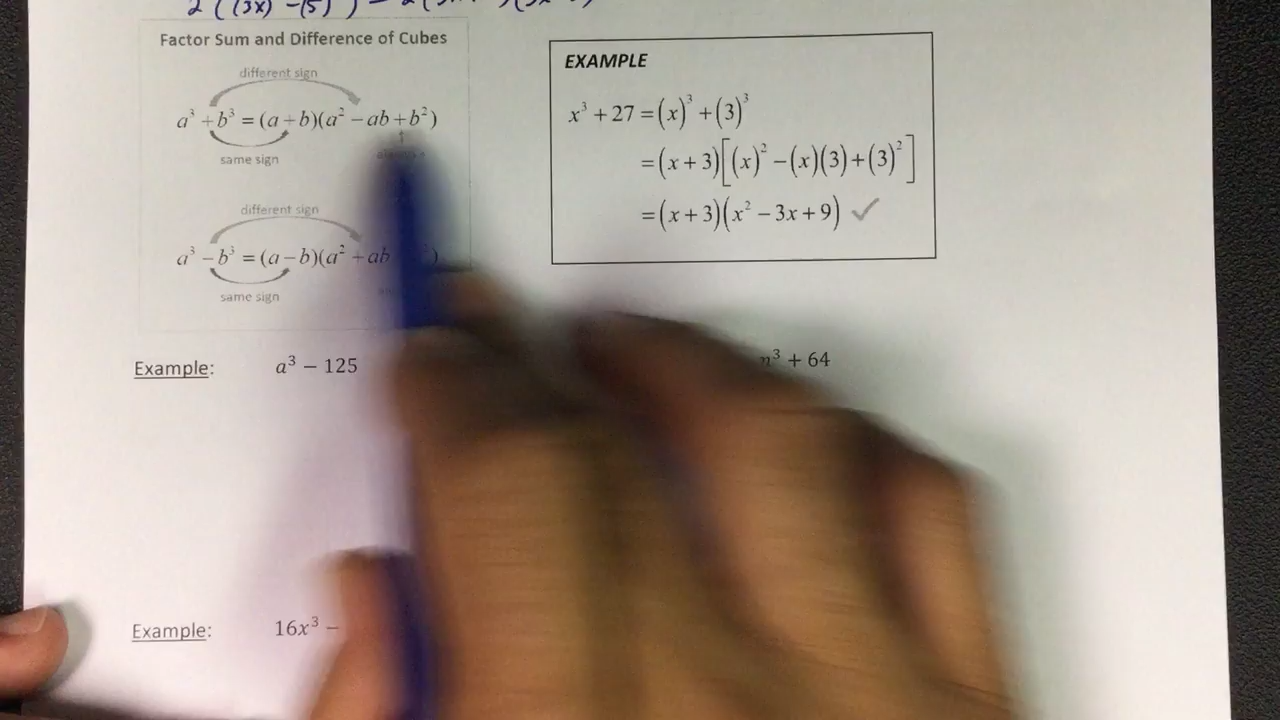 Factor Sum and Difference of Cubes
different sign
a³ + b³ = (a + b)(a² − ab + b²)
same sign
different sign
a³ − b³ = (a − b)(a² + ab
same sign
EXAMPLE
x³ + 27 = (x)³ + (3)³
= (x + 3)[(x)² − (x)(3) + (3)²]
= (x + 3)(x² − 3x + 9) ✓
Example: a³ − 125
n³ + 64
Example: 16x³ −